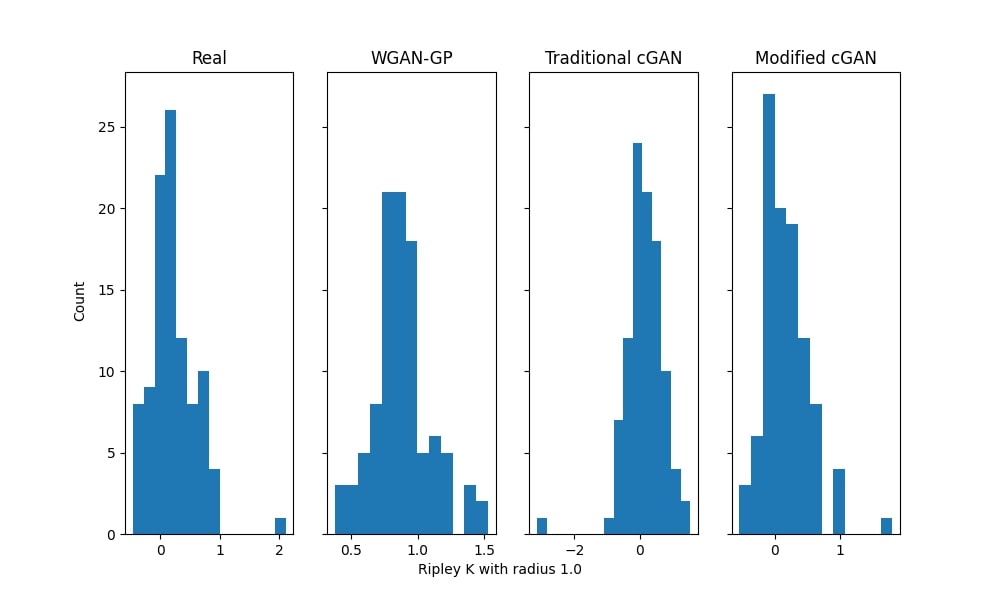 Real WGAN-GP Traditional cGAN Modified cGAN
25
20
15
10
5
0
Count
0 1 2 0.5 1.0 1.5 −2 0 0 1
Ripley K with radius 1.0